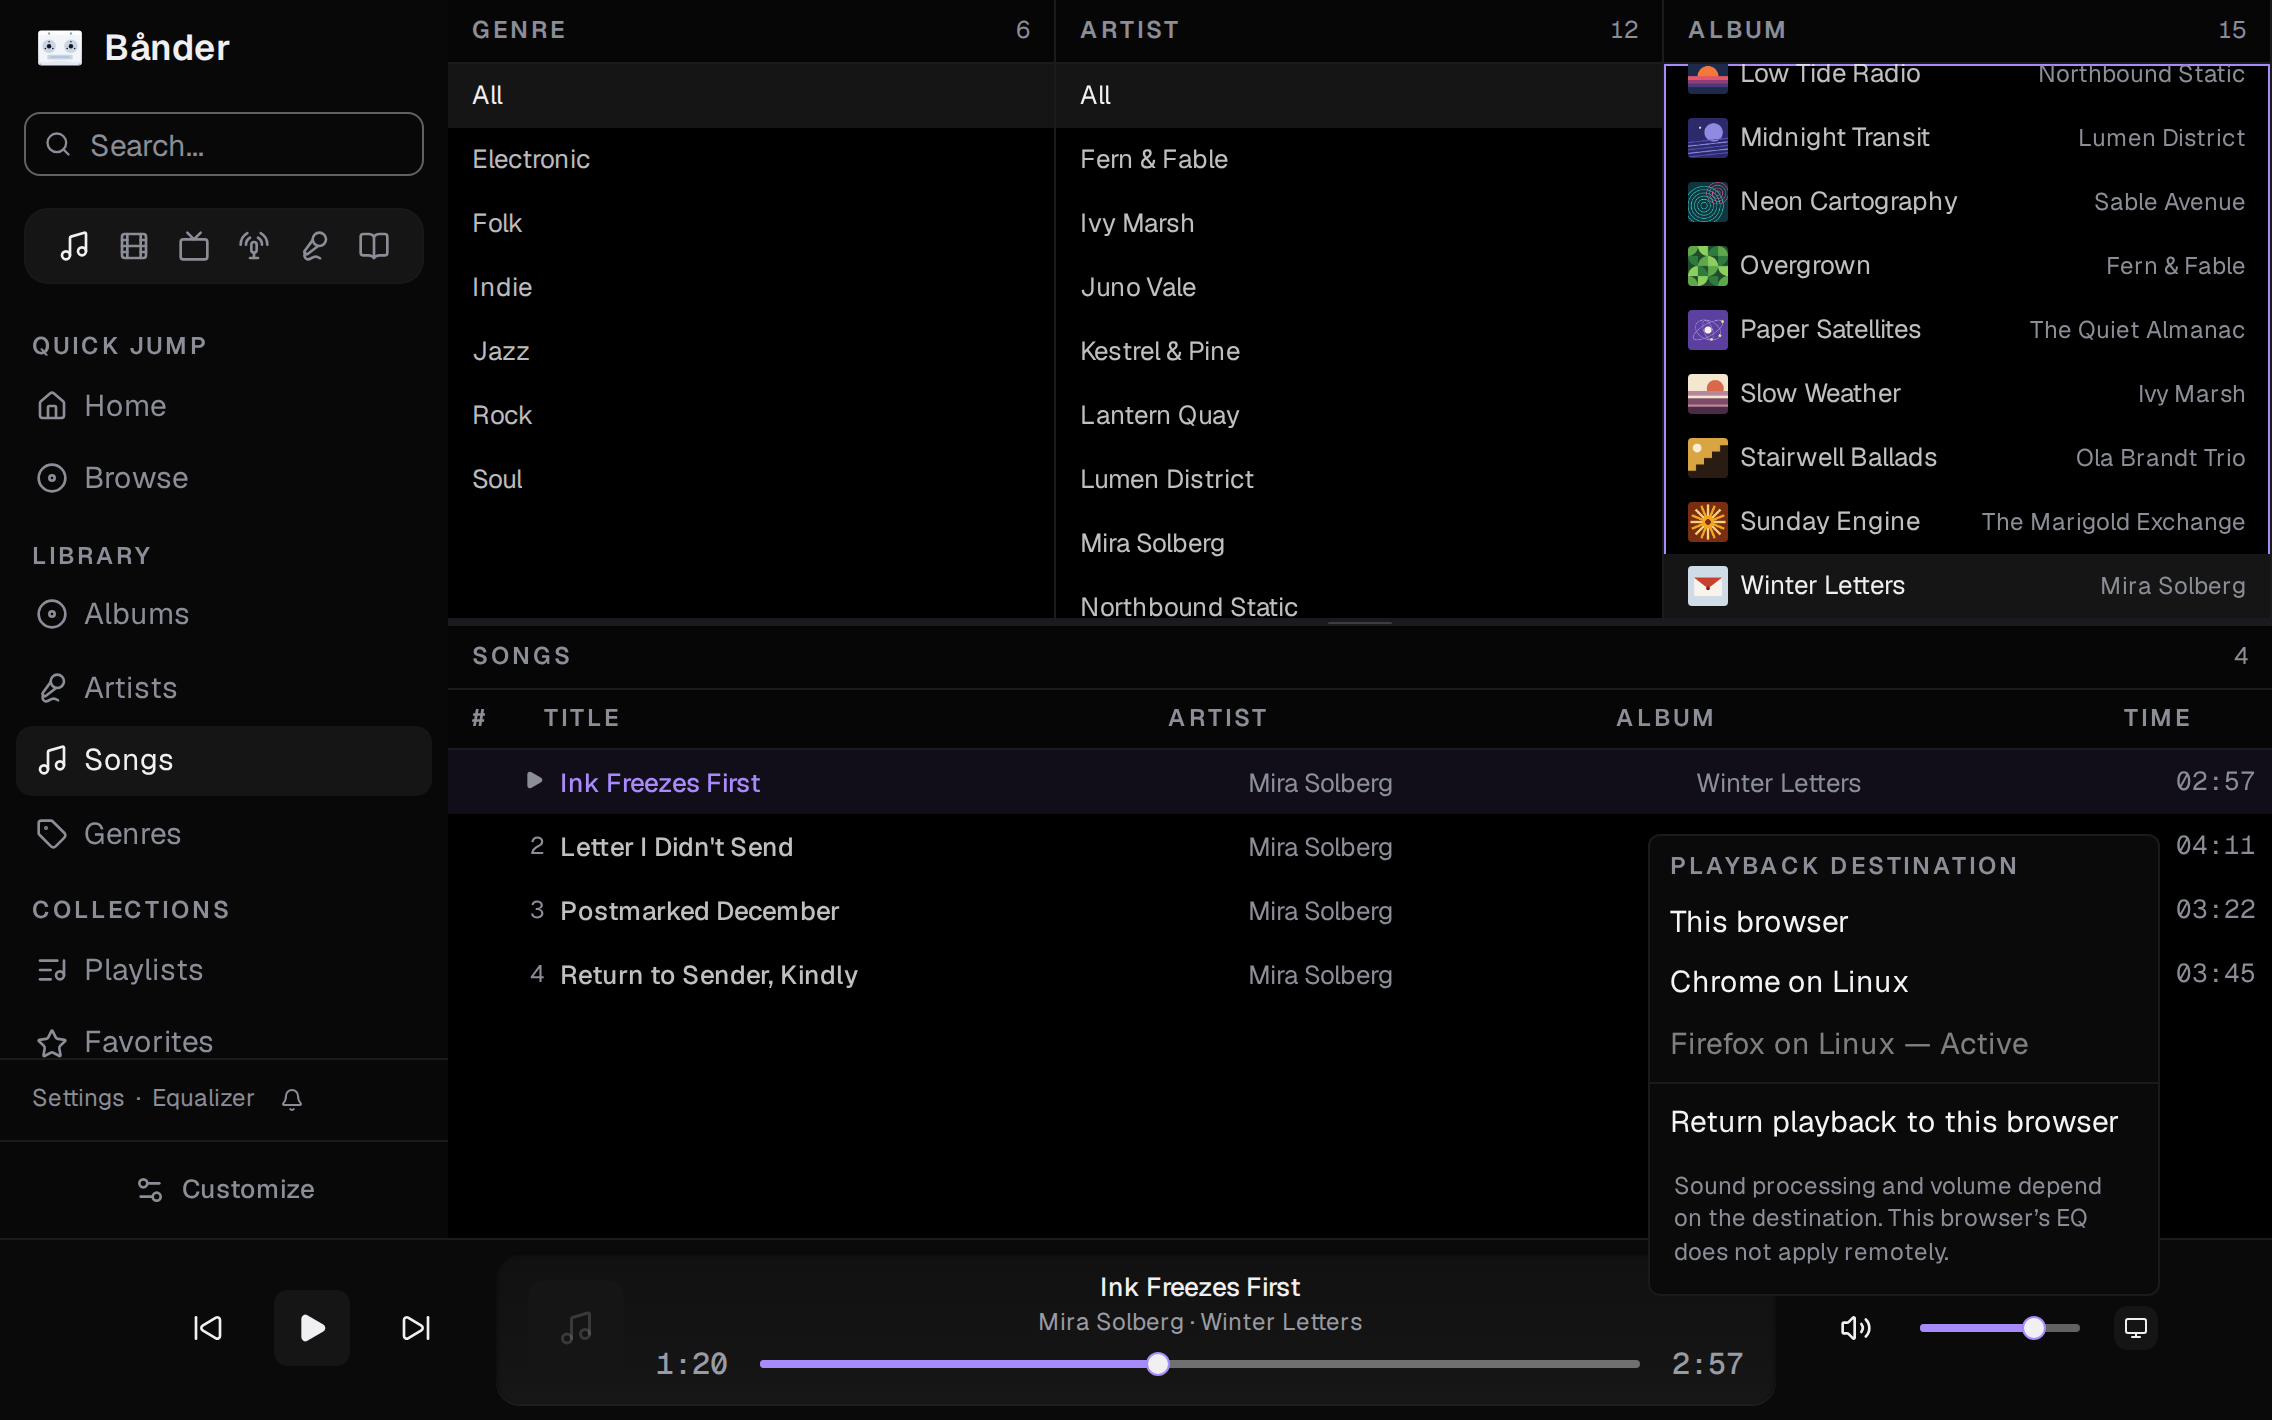 Bånder
Search...
QUICK JUMP
Home
Browse
LIBRARY
Albums
Artists
Songs
Genres
COLLECTIONS
Playlists
Favorites
Settings · Equalizer
Customize
GENRE 6
All
Electronic
Folk
Indie
Jazz
Rock
Soul
ARTIST 12
All
Fern & Fable
Ivy Marsh
Juno Vale
Kestrel & Pine
Lantern Quay
Lumen District
Mira Solberg
Northbound Static
ALBUM 15
Low Tide Radio Northbound Static
Midnight Transit Lumen District
Neon Cartography Sable Avenue
Overgrown Fern & Fable
Paper Satellites The Quiet Almanac
Slow Weather Ivy Marsh
Stairwell Ballads Ola Brandt Trio
Sunday Engine The Marigold Exchange
Winter Letters Mira Solberg
SONGS 4
# TITLE ARTIST ALBUM TIME
Ink Freezes First Mira Solberg Winter Letters 02:57
2 Letter I Didn't Send Mira Solberg 04:11
3 Postmarked December Mira Solberg 03:22
4 Return to Sender, Kindly Mira Solberg 03:45
PLAYBACK DESTINATION
This browser
Chrome on Linux
Firefox on Linux — Active
Return playback to this browser
Sound processing and volume depend
on the destination. This browser’s EQ
does not apply remotely.
Ink Freezes First
Mira Solberg · Winter Letters
1:20 2:57